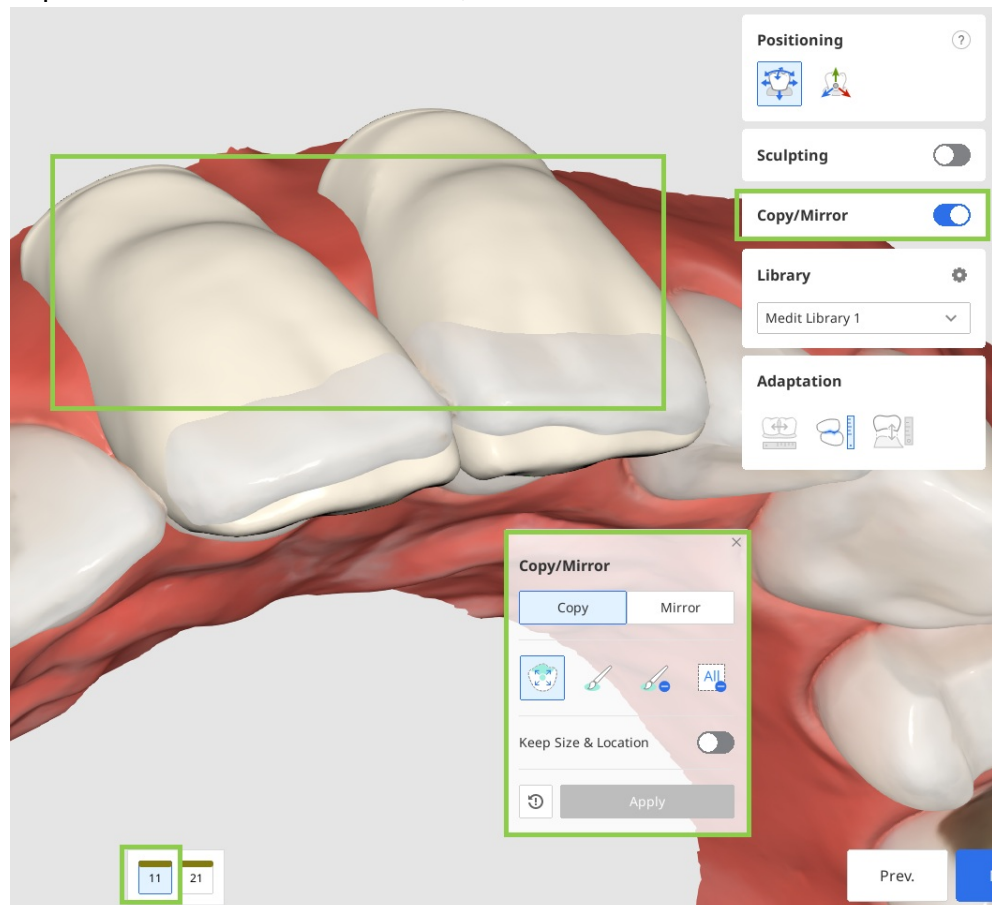 Positioning
?
Sculpting
Copy/Mirror
Library
Medit Library 1
Adaptation
Copy/Mirror
Copy Mirror
All
Keep Size & Location
Apply
11 21
Prev.